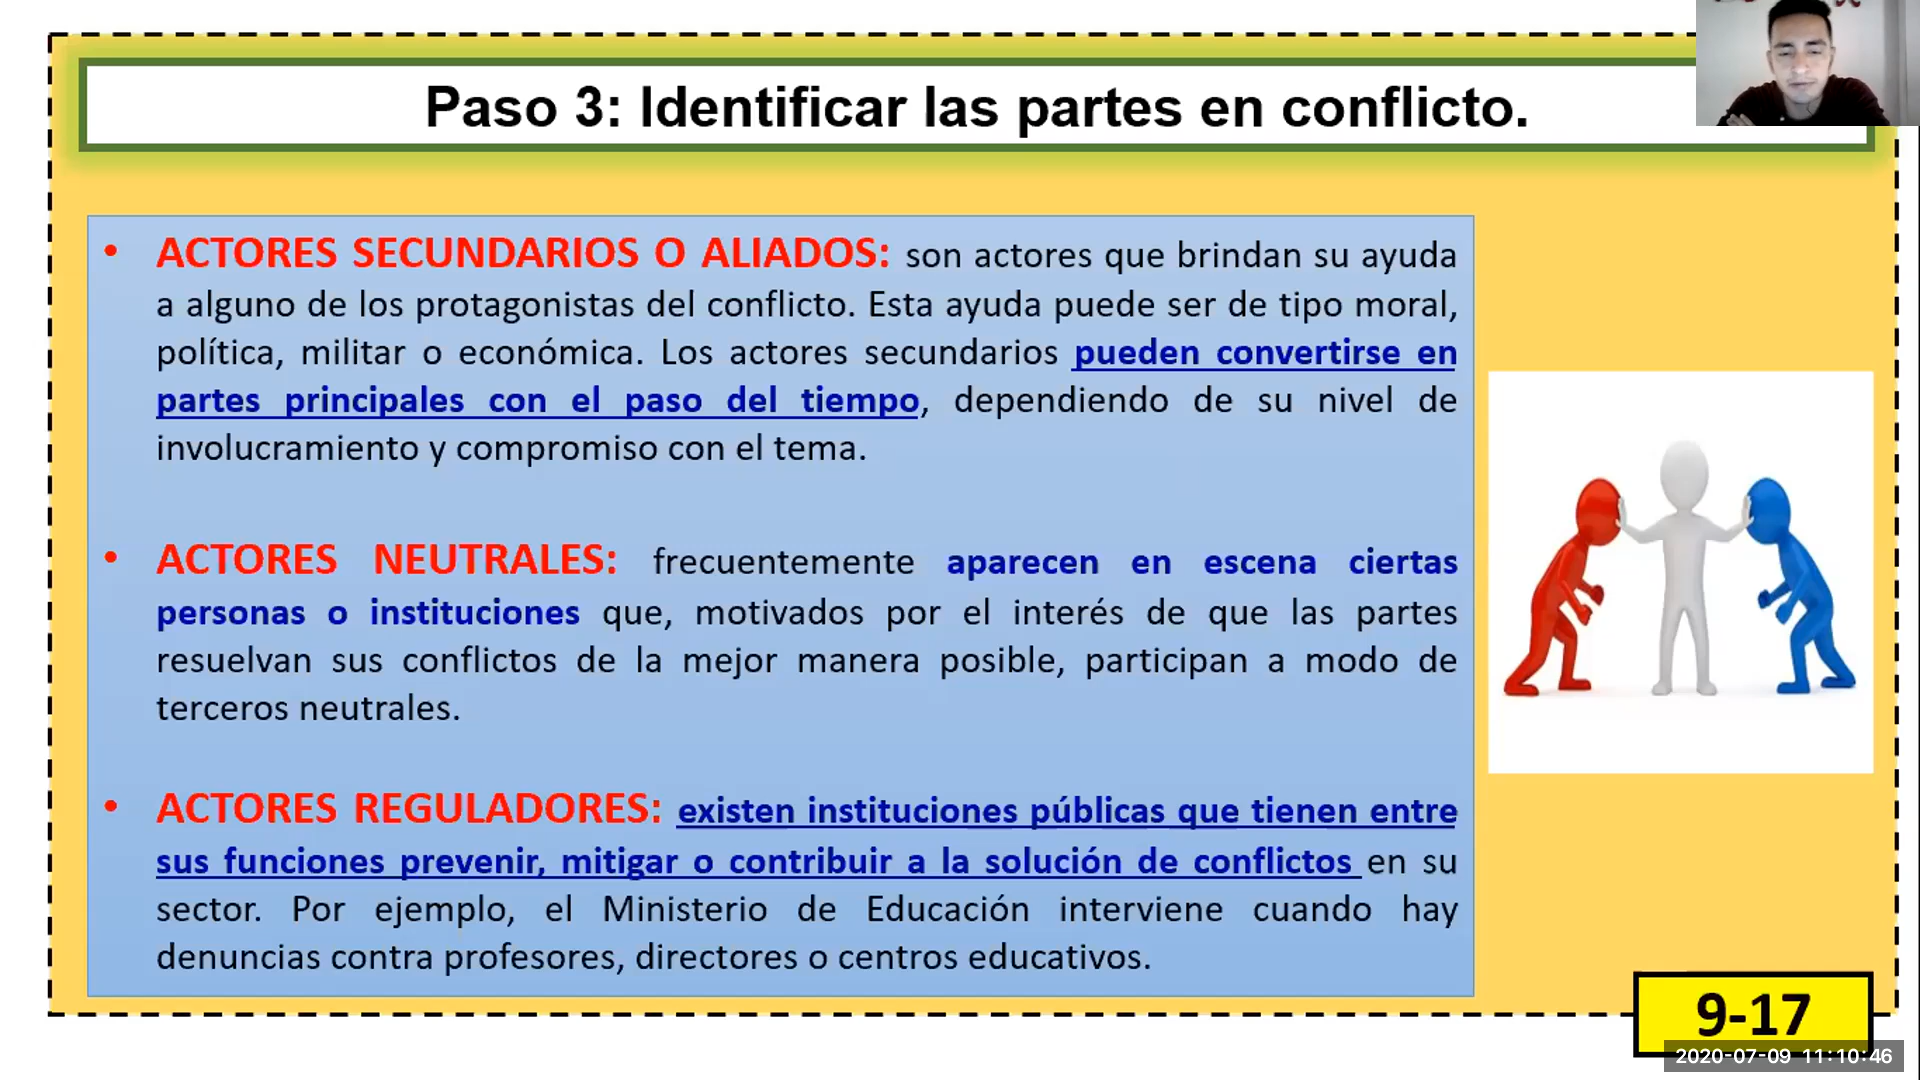 Paso 3: Identificar las partes en conflicto.
• ACTORES SECUNDARIOS O ALIADOS: son actores que brindan su ayuda
a alguno de los protagonistas del conflicto. Esta ayuda puede ser de tipo moral,
política, militar o económica. Los actores secundarios pueden convertirse en
partes principales con el paso del tiempo, dependiendo de su nivel de
involucramiento y compromiso con el tema.
• ACTORES NEUTRALES: frecuentemente aparecen en escena ciertas
personas o instituciones que, motivados por el interés de que las partes
resuelvan sus conflictos de la mejor manera posible, participan a modo de
terceros neutrales.
• ACTORES REGULADORES: existen instituciones públicas que tienen entre
sus funciones prevenir, mitigar o contribuir a la solución de conflictos en su
sector. Por ejemplo, el Ministerio de Educación interviene cuando hay
denuncias contra profesores, directores o centros educativos.
9-17
2020-07-09 11:10:46